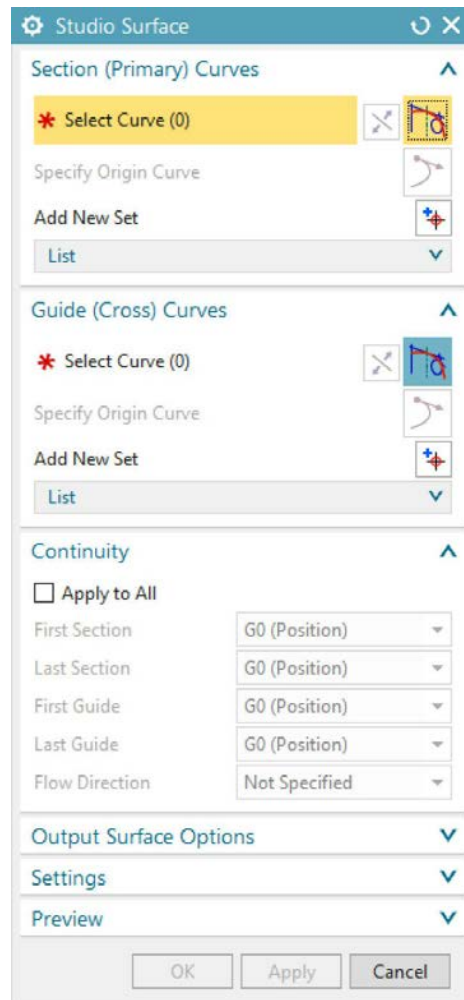 Studio Surface
Section (Primary) Curves
* Select Curve (0)
Specify Origin Curve
Add New Set
List
Guide (Cross) Curves
* Select Curve (0)
Specify Origin Curve
Add New Set
List
Continuity
Apply to All
First Section G0 (Position)
Last Section G0 (Position)
First Guide G0 (Position)
Last Guide G0 (Position)
Flow Direction Not Specified
Output Surface Options
Settings
Preview
OK Apply Cancel